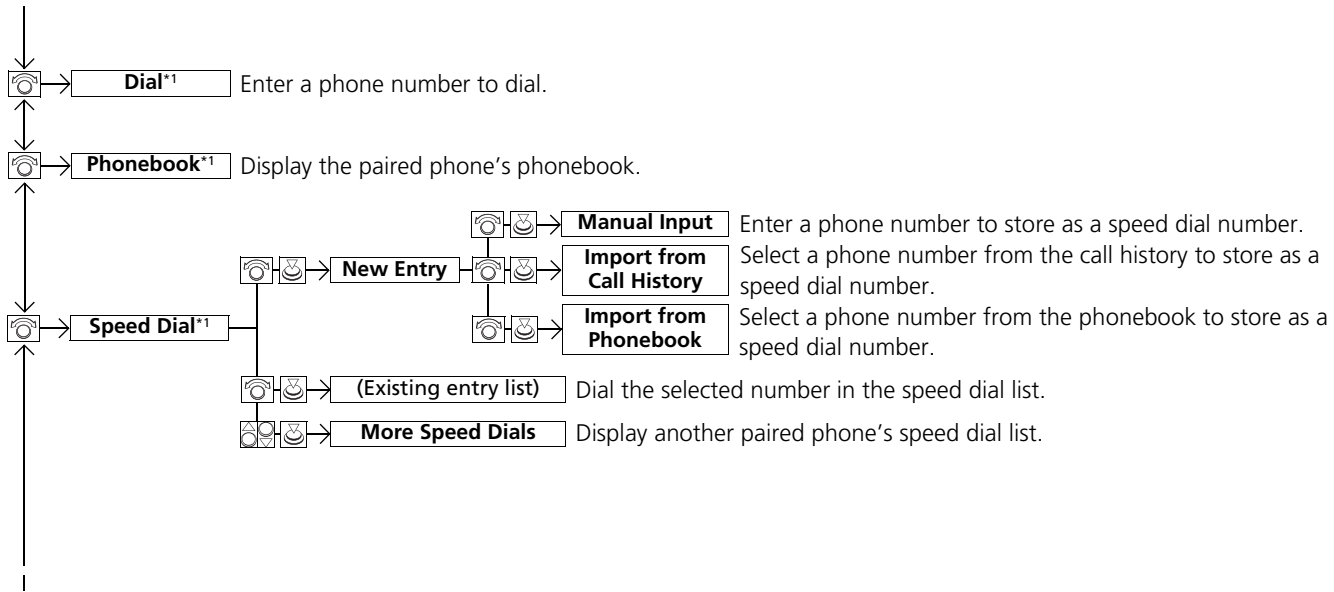 Dial*1 Enter a phone number to dial.
Phonebook*1 Display the paired phone’s phonebook.
Manual Input Enter a phone number to store as a speed dial number.
New Entry
Import from
Call History
Select a phone number from the call history to store as a
speed dial number.
Import from
Phonebook
Select a phone number from the phonebook to store as a
speed dial number.
Speed Dial*1
(Existing entry list) Dial the selected number in the speed dial list.
More Speed Dials Display another paired phone’s speed dial list.